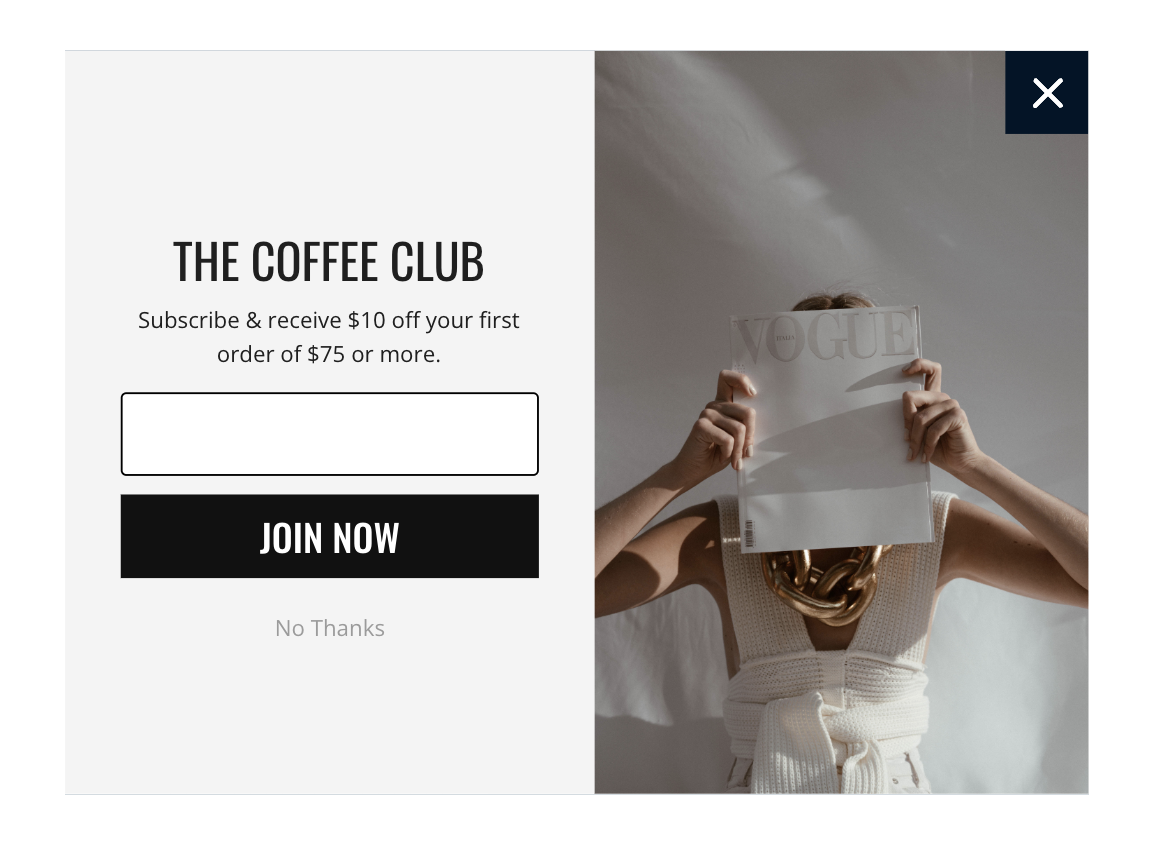 THE COFFEE CLUB
Subscribe & receive $10 off your first
order of $75 or more.
JOIN NOW
No Thanks
VOGUE
ITALIA